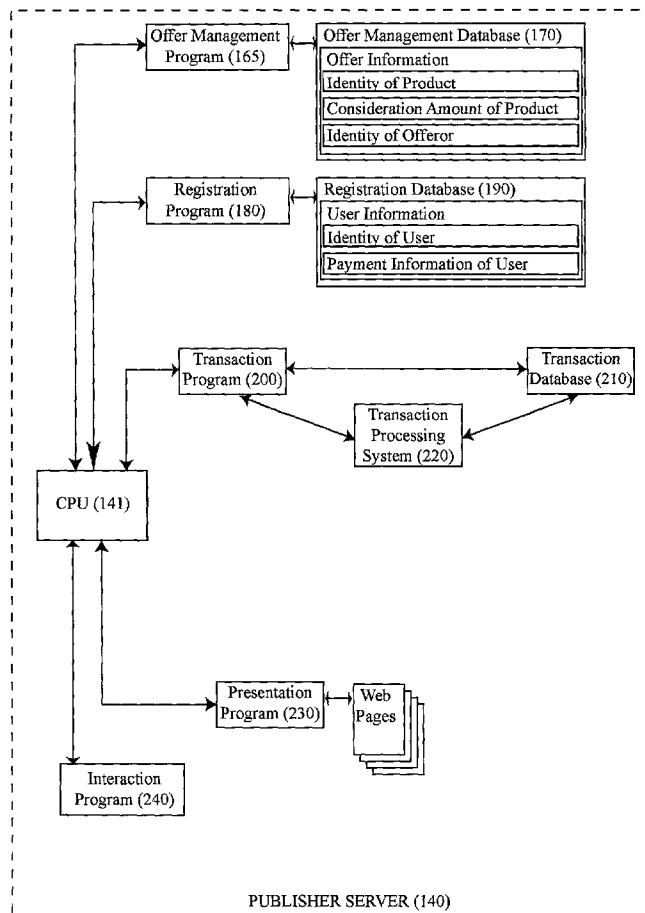 Offer Management
Program (165)
Offer Management Database (170)
Offer Information
Identity of Product
Consideration Amount of Product
Identity of Offeror
Registration
Program (180)
Registration Database (190)
User Information
Identity of User
Payment Information of User
Transaction
Program (200)
Transaction
Database (210)
Transaction
Processing
System (220)
CPU (141)
Presentation
Program (230)
Web
Pages
Interaction
Program (240)
PUBLISHER SERVER (140)